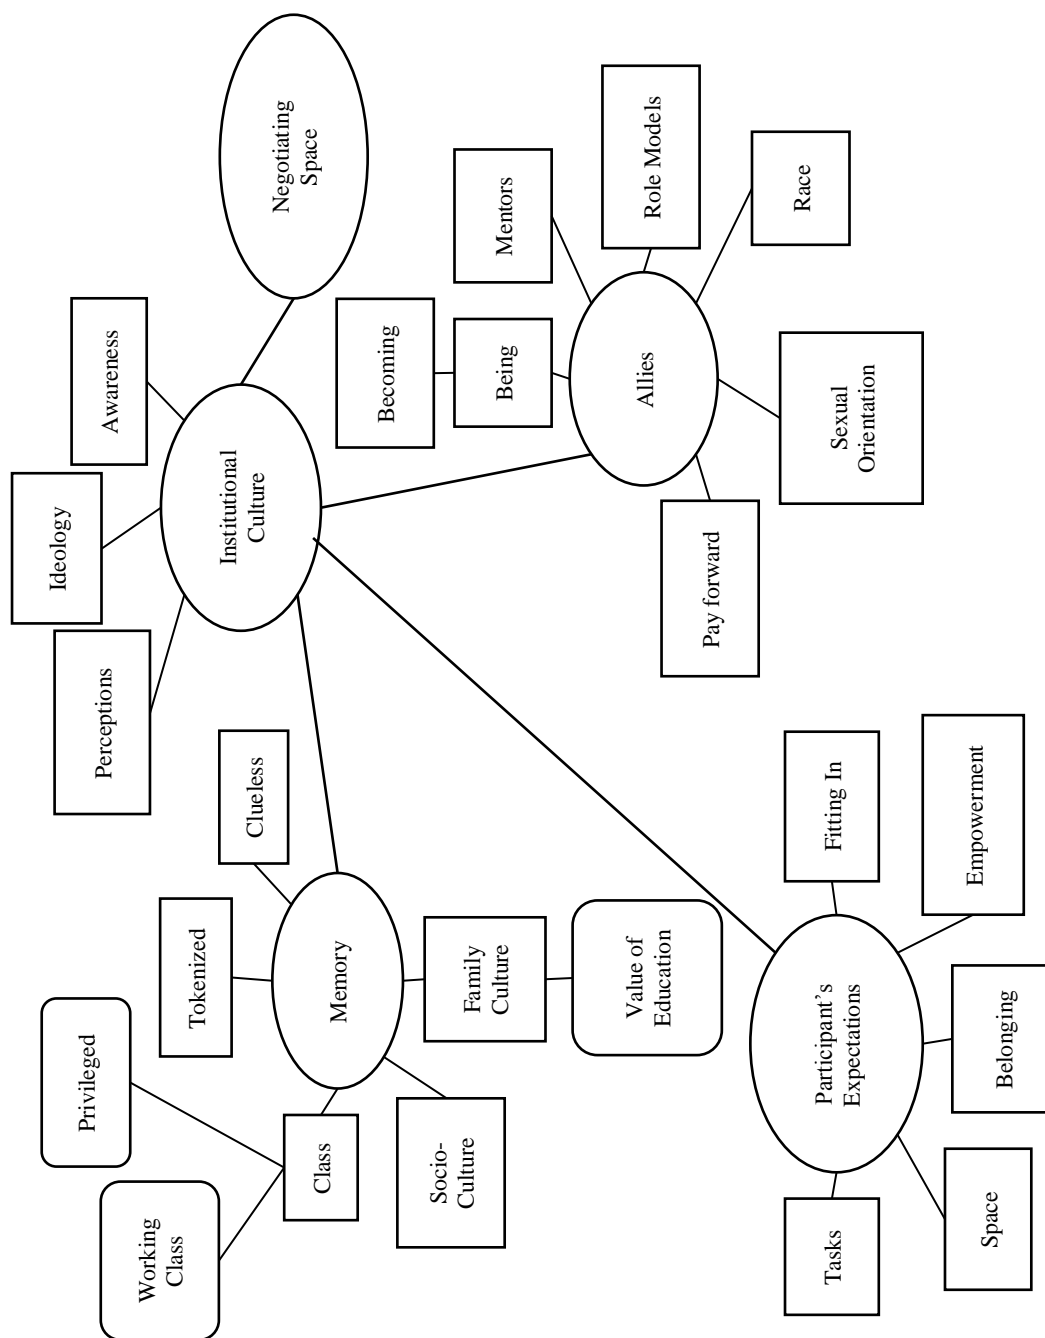 Working
Class
Privileged
Tokenized
Clueless
Class
Memory
Socio-
Culture
Family
Culture
Value of
Education
Perceptions
Ideology
Awareness
Institutional
Culture
Negotiating
Space
Becoming
Being
Mentors
Role Models
Race
Allies
Sexual
Orientation
Pay forward
Tasks
Participant’s
Expectations
Fitting In
Space
Belonging
Empowerment